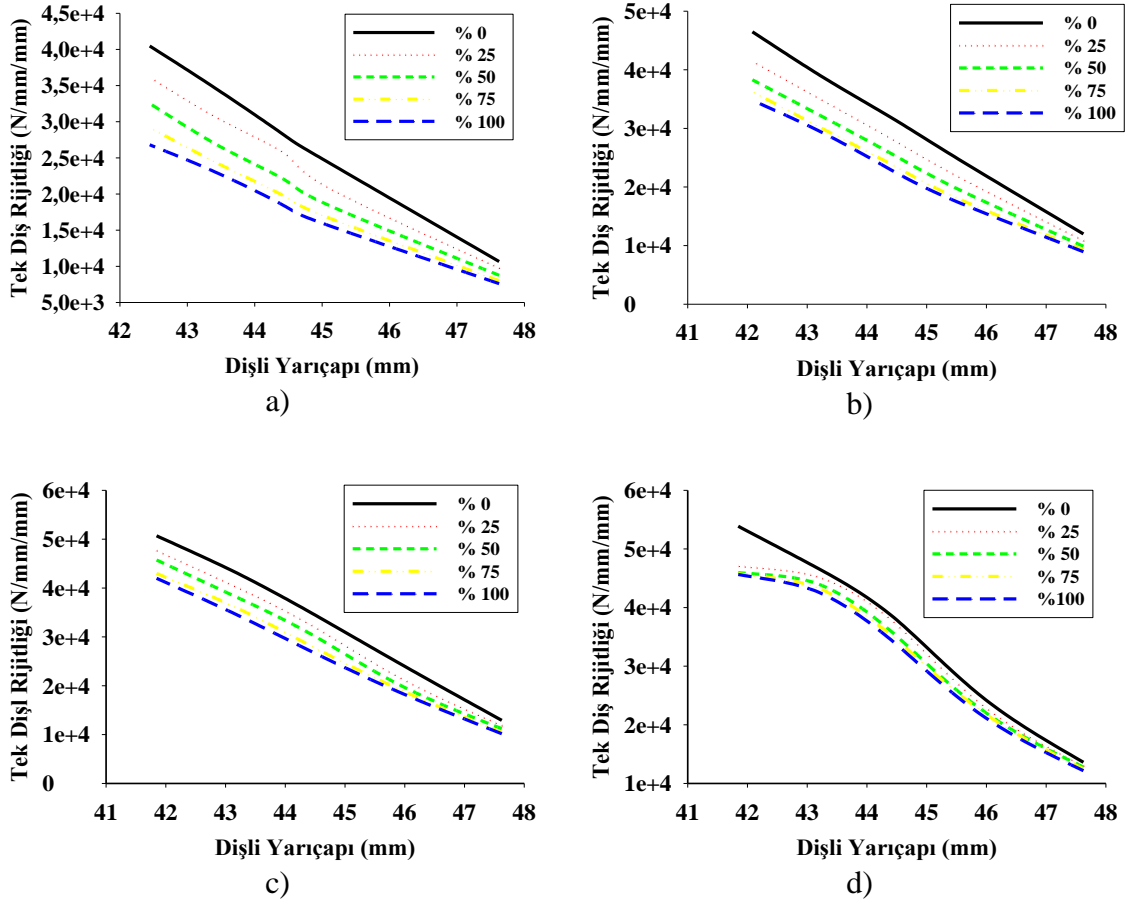 4,5e+4
4,0e+4
3,5e+4
3,0e+4
2,5e+4
2,0e+4
1,5e+4
1,0e+4
5,0e+3
Tek Diş Rijitliği (N/mm/mm)
% 0
% 25
% 50
% 75
% 100
42 43 44 45 46 47 48
Dişli Yarıçapı (mm)
a)
5e+4
4e+4
3e+4
2e+4
1e+4
0
Tek Diş Rijitliği (N/mm/mm)
% 0
% 25
% 50
% 75
% 100
41 42 43 44 45 46 47 48
Dişli Yarıçapı (mm)
b)
6e+4
5e+4
4e+4
3e+4
2e+4
1e+4
0
Tek Dişl Rijitliği (N/mm/mm)
% 0
% 25
% 50
% 75
% 100
41 42 43 44 45 46 47 48
Dişli Yarıçapı (mm)
c)
6e+4
5e+4
4e+4
3e+4
2e+4
1e+4
Tek Diş Rijitliği (N/mm/mm)
% 0
% 25
% 50
% 75
%100
41 42 43 44 45 46 47 48
Dişli Yarıçapı (mm)
d)